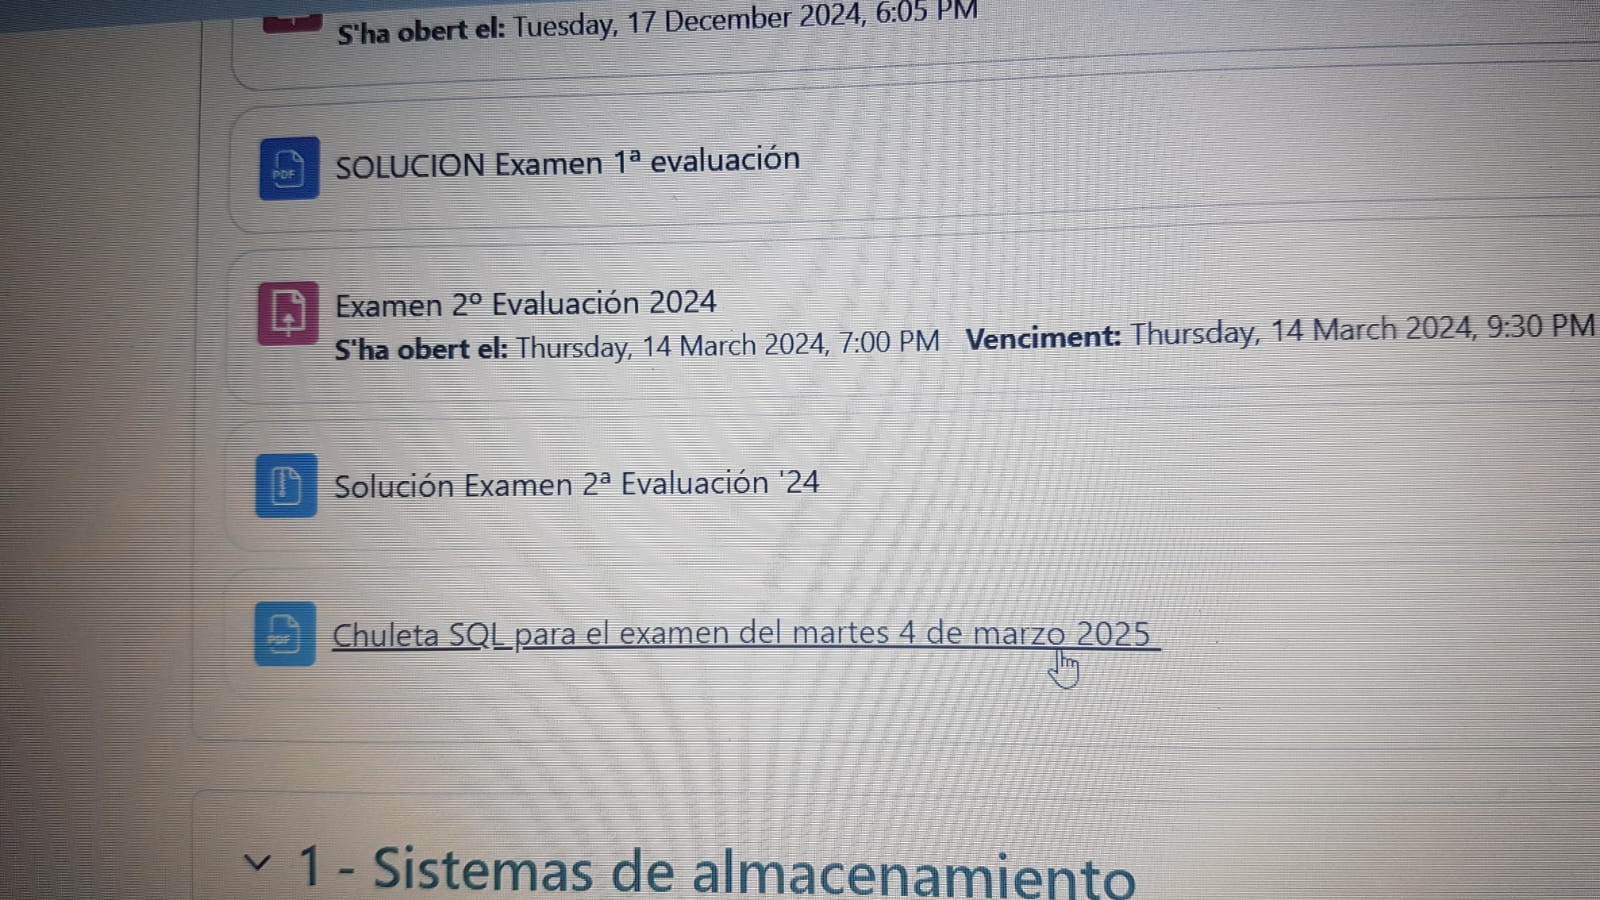 S'ha obert el: Tuesday, 17 December 2024, 6:05 PM
PDF SOLUCION Examen 1ª evaluación
Examen 2º Evaluación 2024
S'ha obert el: Thursday, 14 March 2024, 7:00 PM Venciment: Thursday, 14 March 2024, 9:30 PM
Solución Examen 2ª Evaluación '24
PDF Chuleta SQL para el examen del martes 4 de marzo 2025
1 - Sistemas de almacenamiento